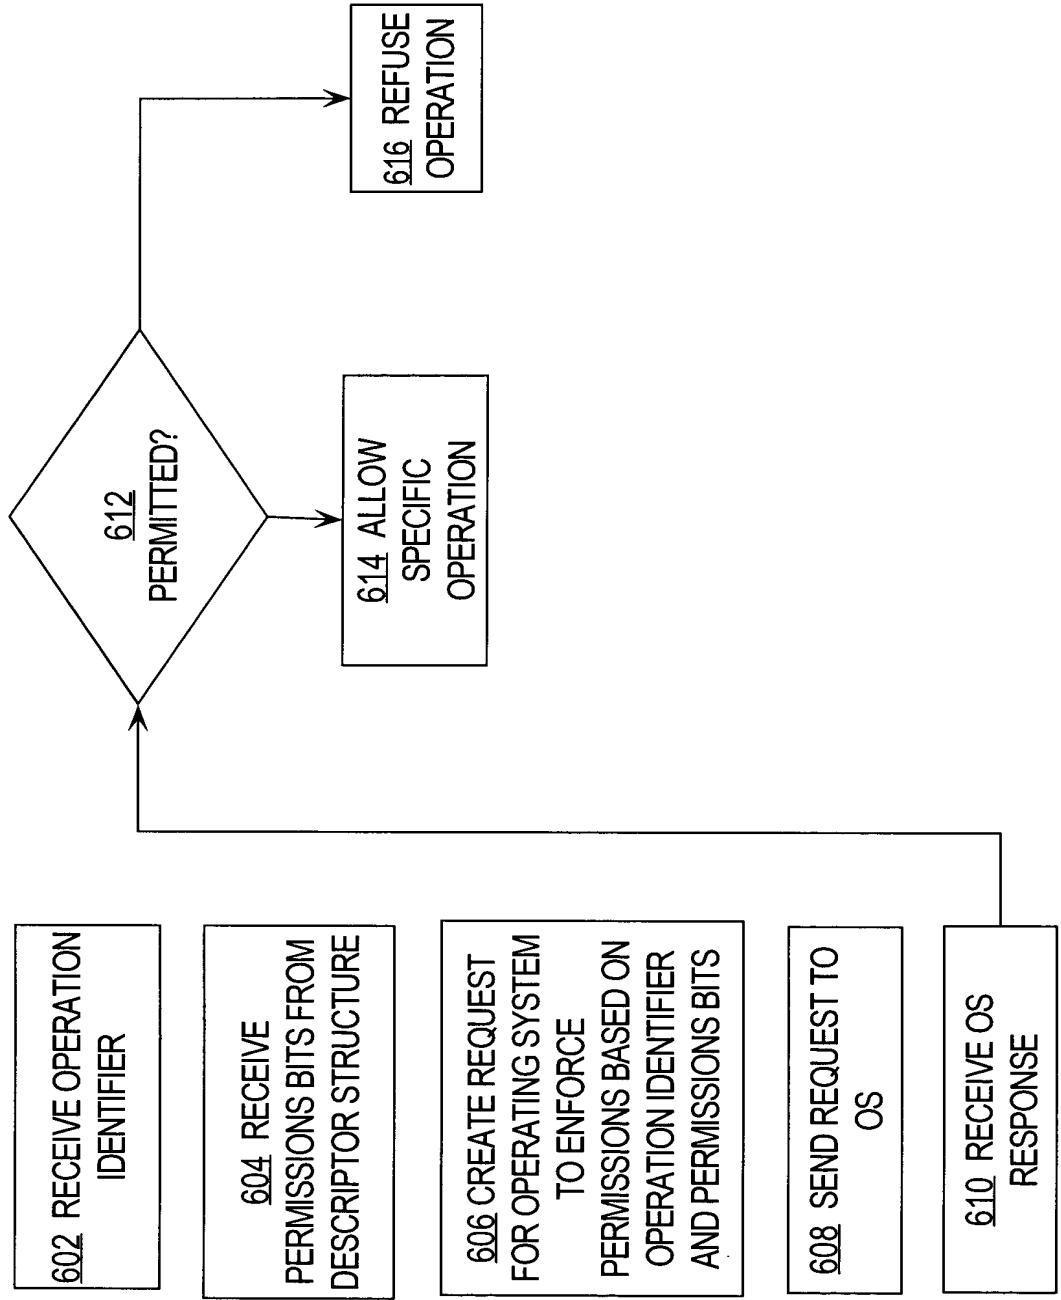 602 RECEIVE OPERATION
IDENTIFIER
604 RECEIVE
PERMISSIONS BITS FROM
DESCRIPTOR STRUCTURE
606 CREATE REQUEST
FOR OPERATING SYSTEM
TO ENFORCE
PERMISSIONS BASED ON
OPERATION IDENTIFIER
AND PERMISSIONS BITS
608 SEND REQUEST TO
OS
610 RECEIVE OS
RESPONSE
612
PERMITTED?
614 ALLOW
SPECIFIC
OPERATION
616 REFUSE
OPERATION